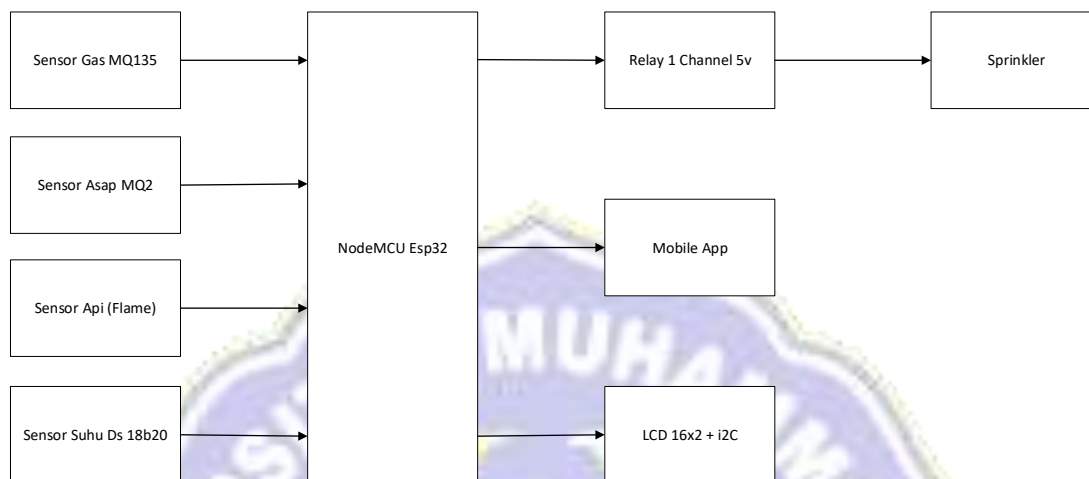 Sensor Gas MQ135
Relay 1 Channel 5v
Sprinkler
Sensor Asap MQ2
NodeMCU Esp32
Mobile App
Sensor Api (Flame)
MUHAMM
Sensor Suhu Ds 18b20
LCD 16x2 + i2C